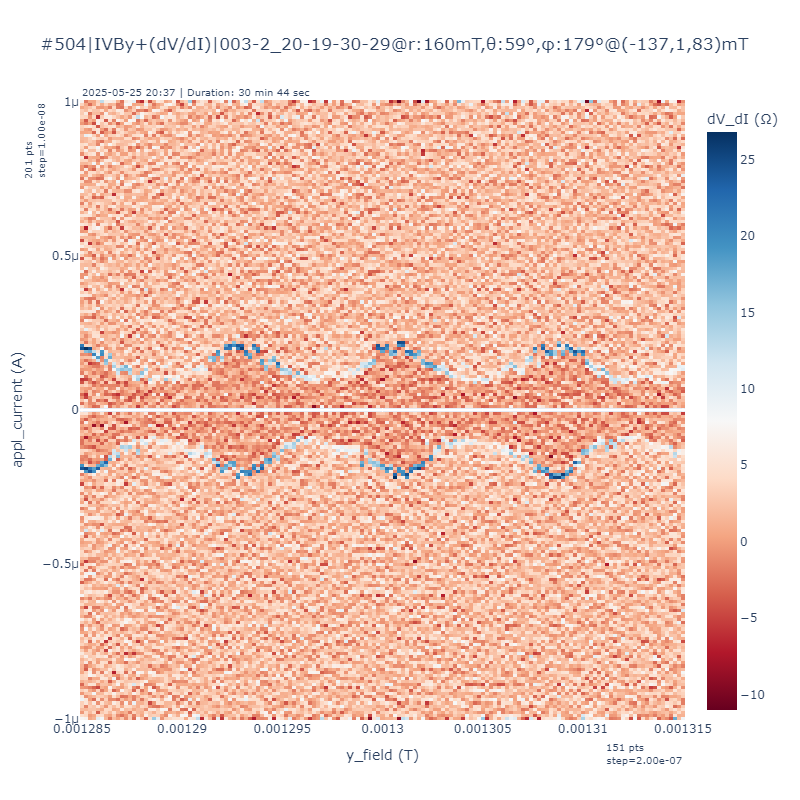 #504|IVBy+(dV/dI)|003-2_20-19-30-29@r:160mT,θ:59°,φ:179°@(-137,1,83)mT
2025-05-25 20:37 | Duration: 30 min 44 sec
201 pts
step=1.00e-08
1μ
0.5μ
0
−0.5μ
−1μ
appl_current (A)
0.001285
0.00129
0.001295
0.0013
0.001305
0.00131
0.001315
y_field (T)
151 pts
step=2.00e-07
dV_dI (Ω)
25
20
15
10
5
0
−5
−10